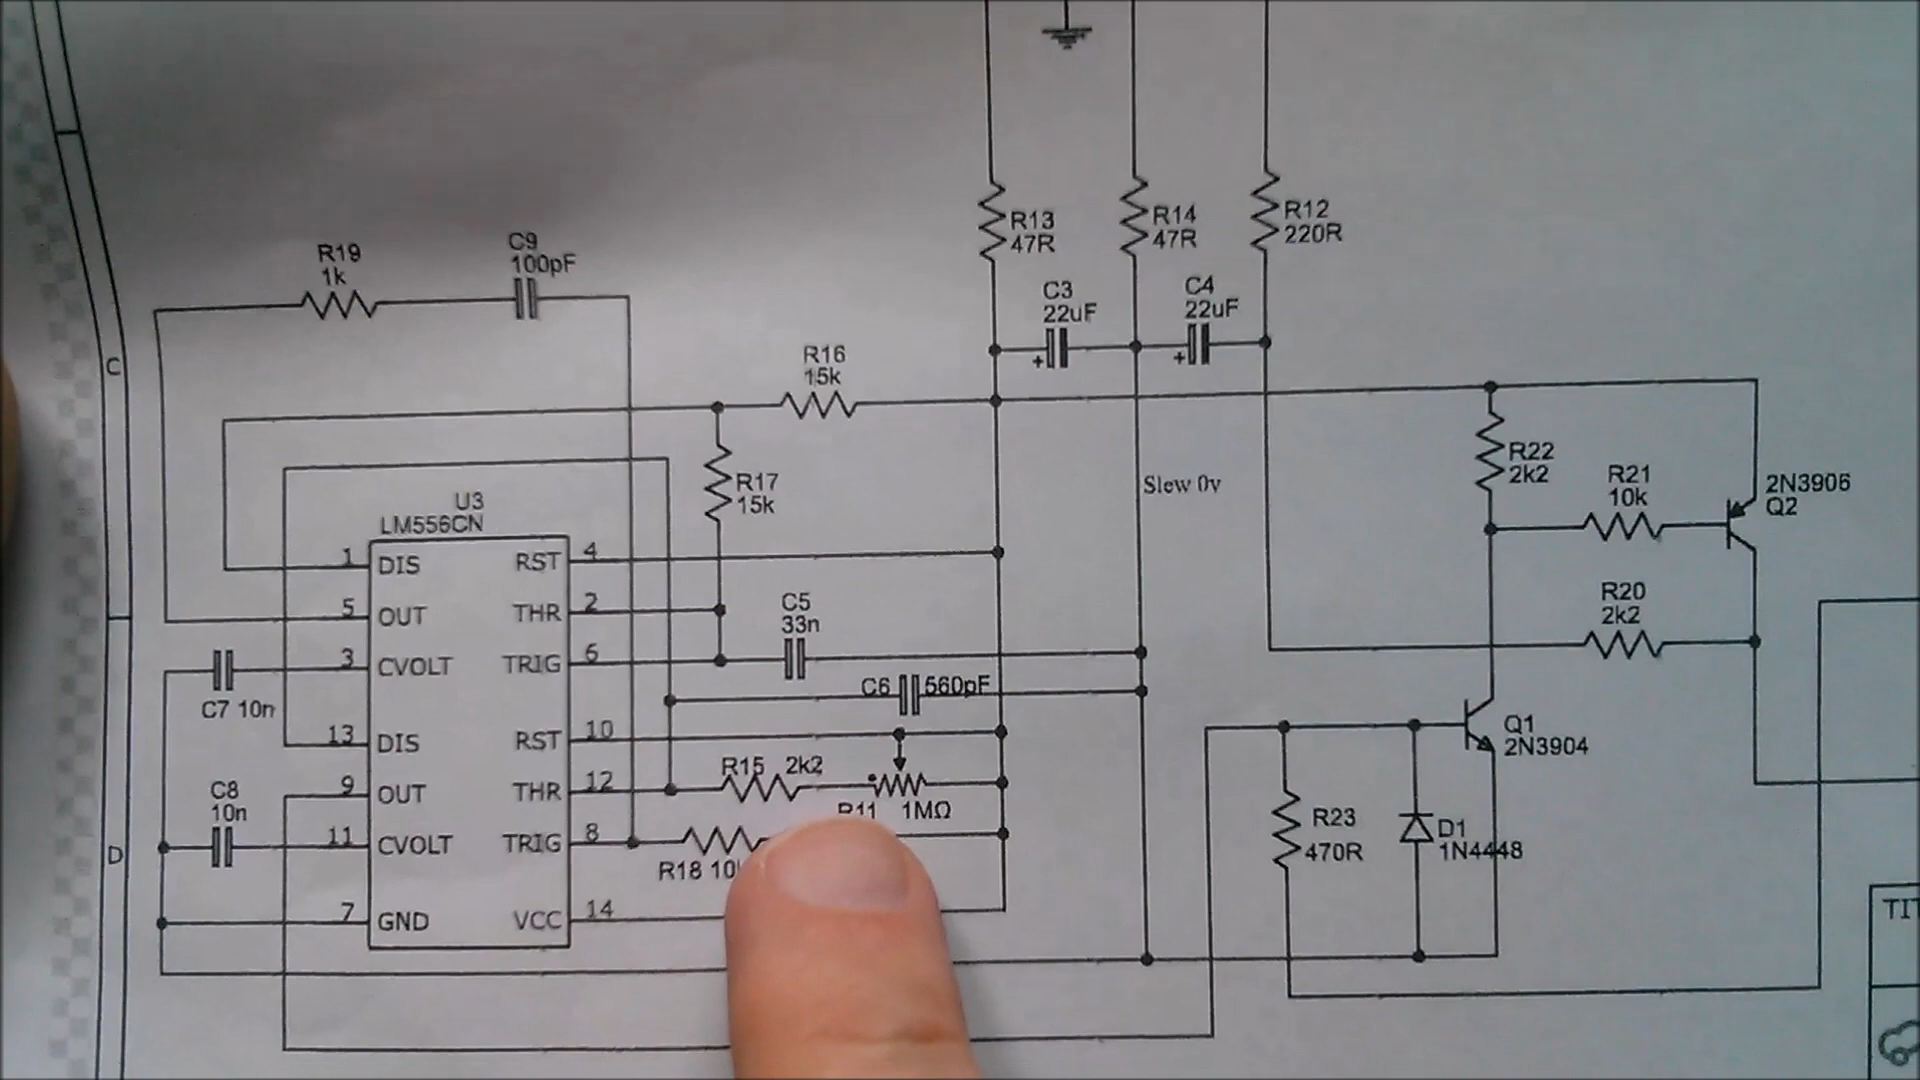 R13
47R
R14
47R
R12
220R
R19
1k
C9
100pF
C3
22uF
+
C4
22uF
+
C
R16
15k
R17
15k
Slew 0v
R22
2k2
R21
10k
2N3906
Q2
U3
LM556CN
1 DIS RST 4
5 OUT THR 2
3 CVOLT TRIG 6
13 DIS RST 10
9 OUT THR 12
11 CVOLT TRIG 8
7 GND VCC 14
C5
33n
C6 560pF
C7 10n
C8
10n
R15 2k2
R11 1MΩ
R18
R20
2k2
Q1
2N3904
R23
470R
D1
1N4448
D